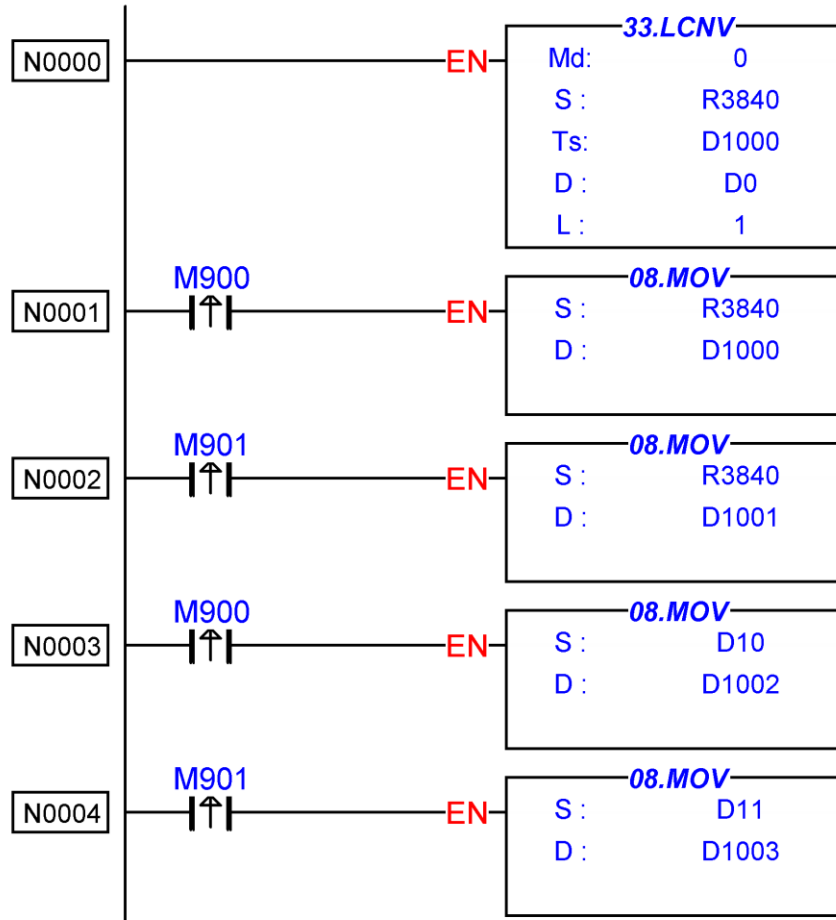 33.LCNV
N0000 EN Md: 0
S : R3840
Ts: D1000
D : D0
L : 1
M900 08.MOV
N0001 EN S : R3840
D : D1000
M901 08.MOV
N0002 EN S : R3840
D : D1001
M900 08.MOV
N0003 EN S : D10
D : D1002
M901 08.MOV
N0004 EN S : D11
D : D1003